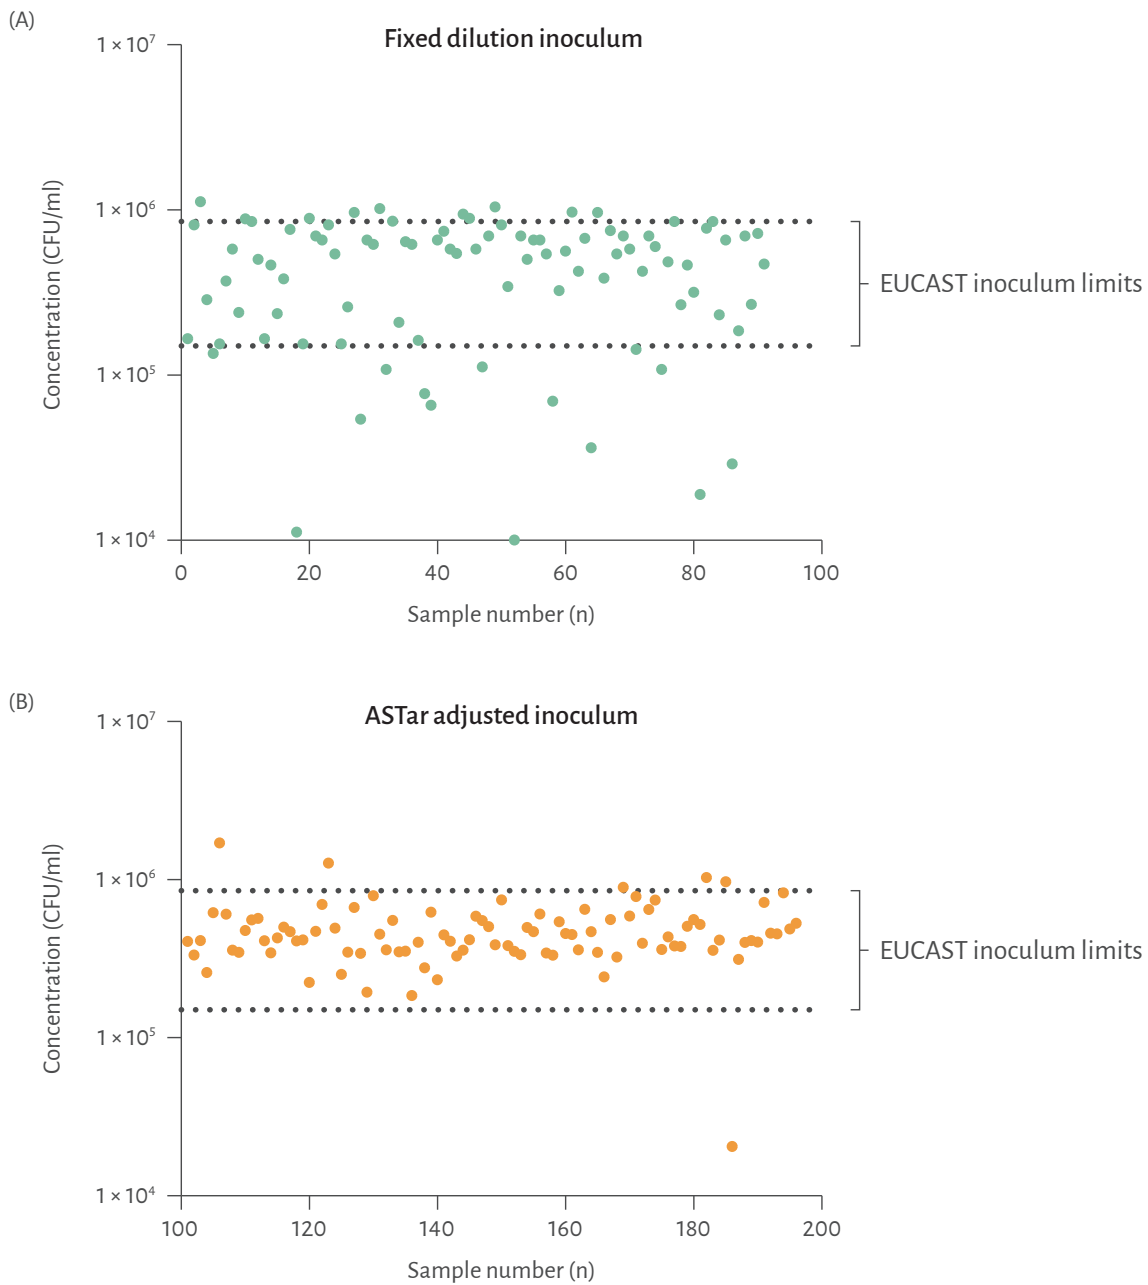 (A)
Fixed dilution inoculum
1 × 10⁷
1 × 10⁶
1 × 10⁵
1 × 10⁴
Concentration (CFU/ml)
EUCAST inoculum limits
0 20 40 60 80 100
Sample number (n)
(B)
ASTar adjusted inoculum
1 × 10⁷
1 × 10⁶
1 × 10⁵
1 × 10⁴
Concentration (CFU/ml)
EUCAST inoculum limits
100 120 140 160 180 200
Sample number (n)